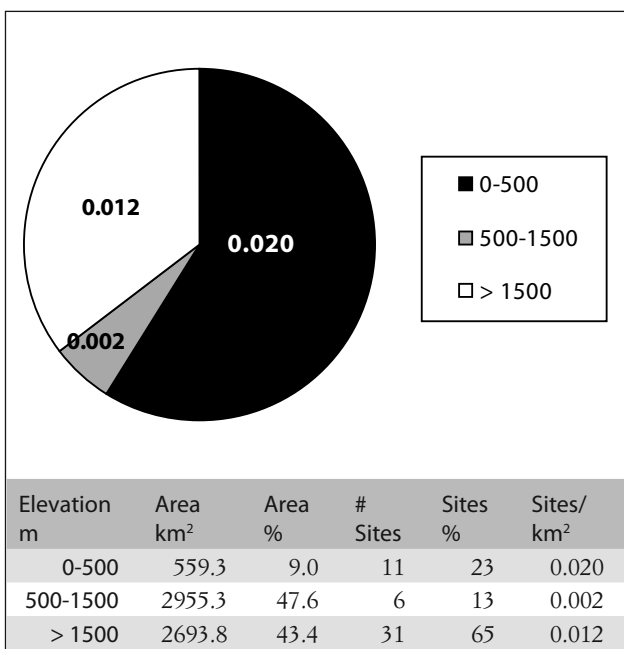 0.012
0.020
0.002
0-500
500-1500
> 1500
Elevation m Area km² Area % # Sites Sites % Sites/ km²
0-500 559.3 9.0 11 23 0.020
500-1500 2955.3 47.6 6 13 0.002
> 1500 2693.8 43.4 31 65 0.012